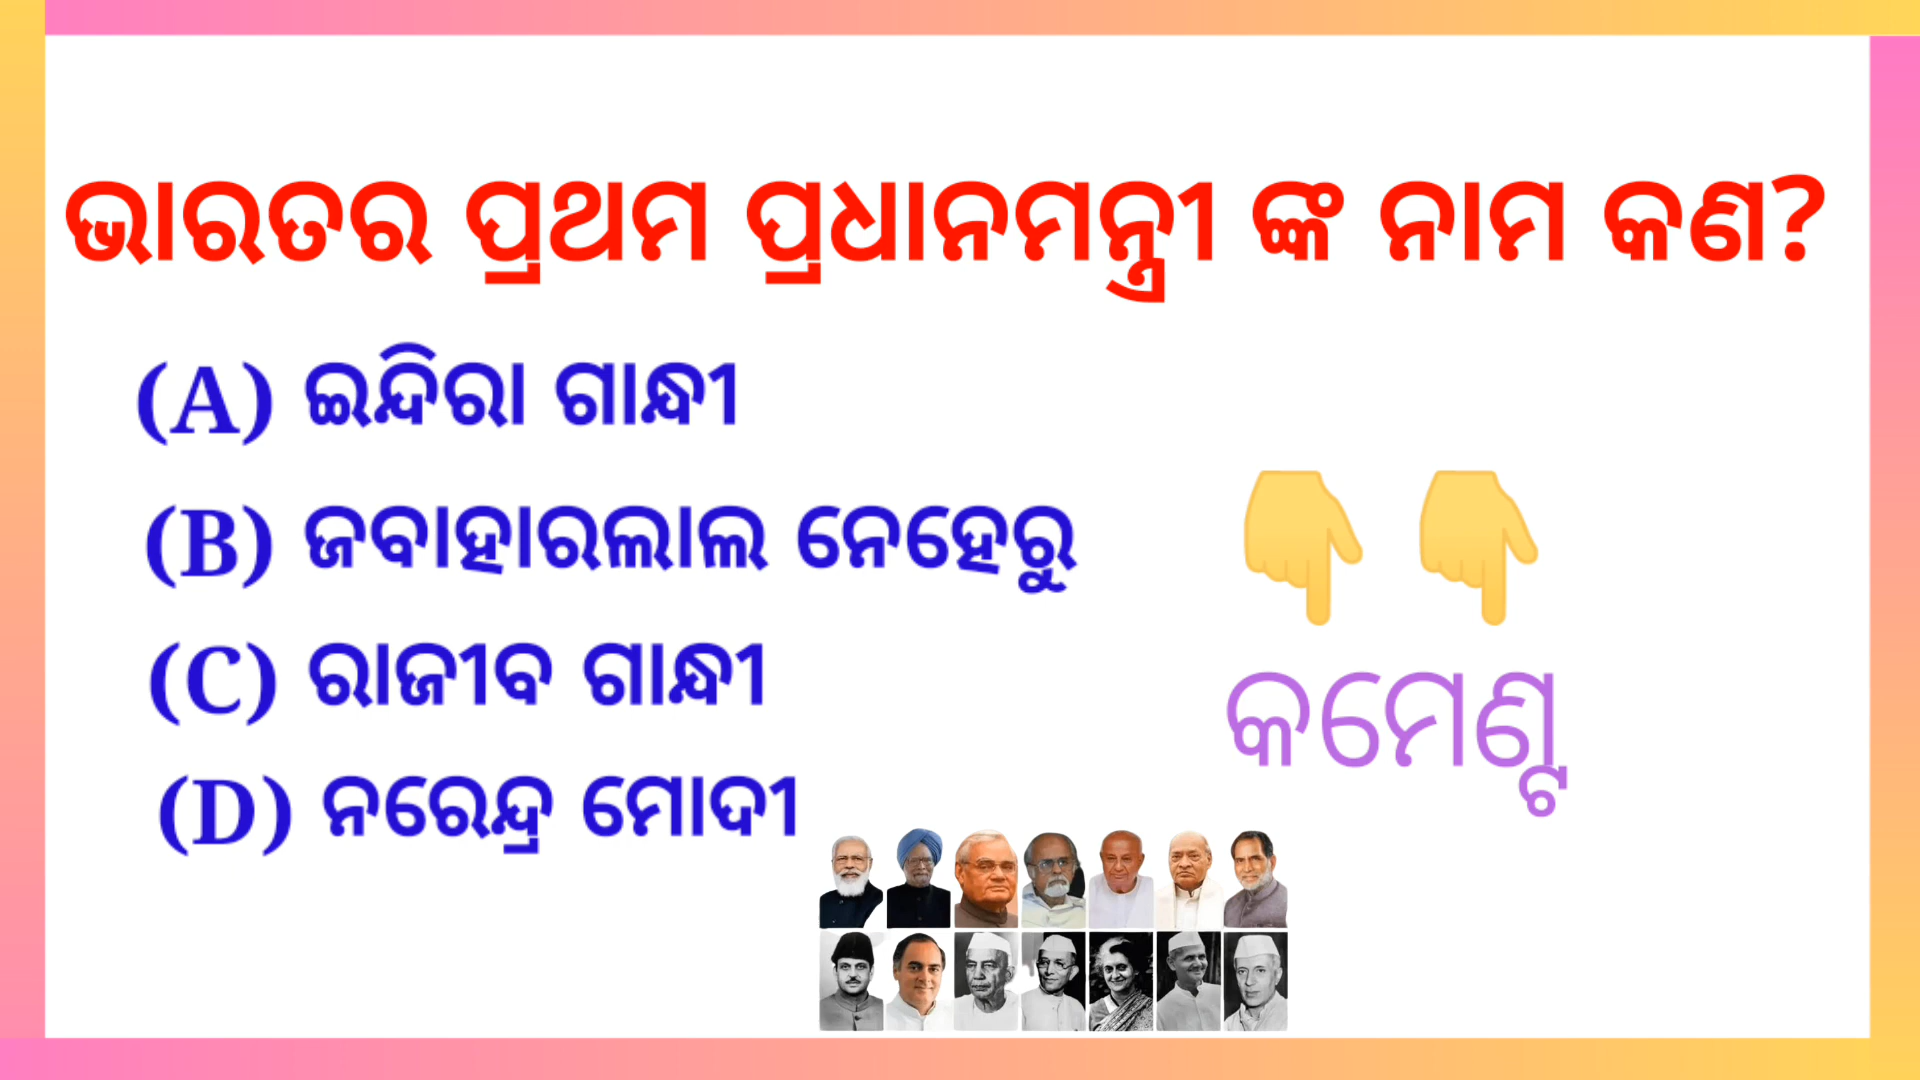 ଭାରତର ପ୍ରଥମ ପ୍ରଧାନମନ୍ତ୍ରୀ ଙ୍କ ନାମ କଣ?
(A) ଇନ୍ଦିରା ଗାନ୍ଧୀ
(B) ଜବାହାରଲାଲ ନେହେରୁ
(C) ରାଜୀବ ଗାନ୍ଧୀ
(D) ନରେନ୍ଦ୍ର ମୋଦୀ
କମେଣ୍ଟ